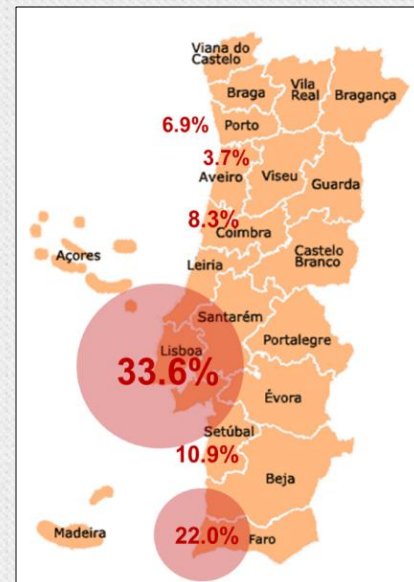 Viana do
Castelo
Braga
Vila
Real
Bragança
6.9%
Porto
3.7%
Aveiro
Viseu
Guarda
8.3%
Coimbra
Castelo
Branco
Açores
Leiria
Santarém
Portalegre
Lisboa
33.6%
Évora
Setúbal
10.9%
Beja
Madeira
22.0%
Faro